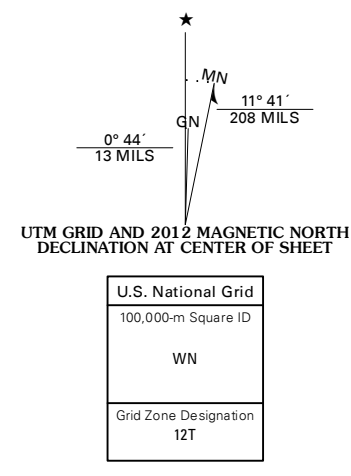 ★
MN
GN
11° 41´
208 MILS
0° 44´
13 MILS
UTM GRID AND 2012 MAGNETIC NORTH
DECLINATION AT CENTER OF SHEET
U.S. National Grid
100,000-m Square ID
WN
Grid Zone Designation
12T